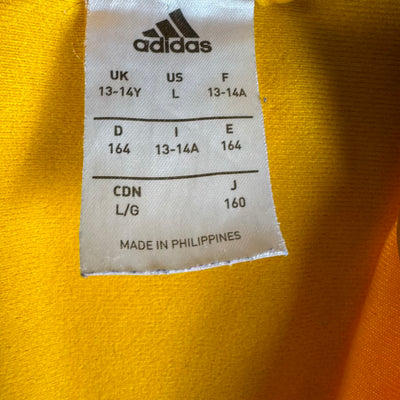 adidas
UK US F
13-14Y L 13-14A
D I E
164 13-14A 164
CDN J
L/G 160
MADE IN PHILIPPINES